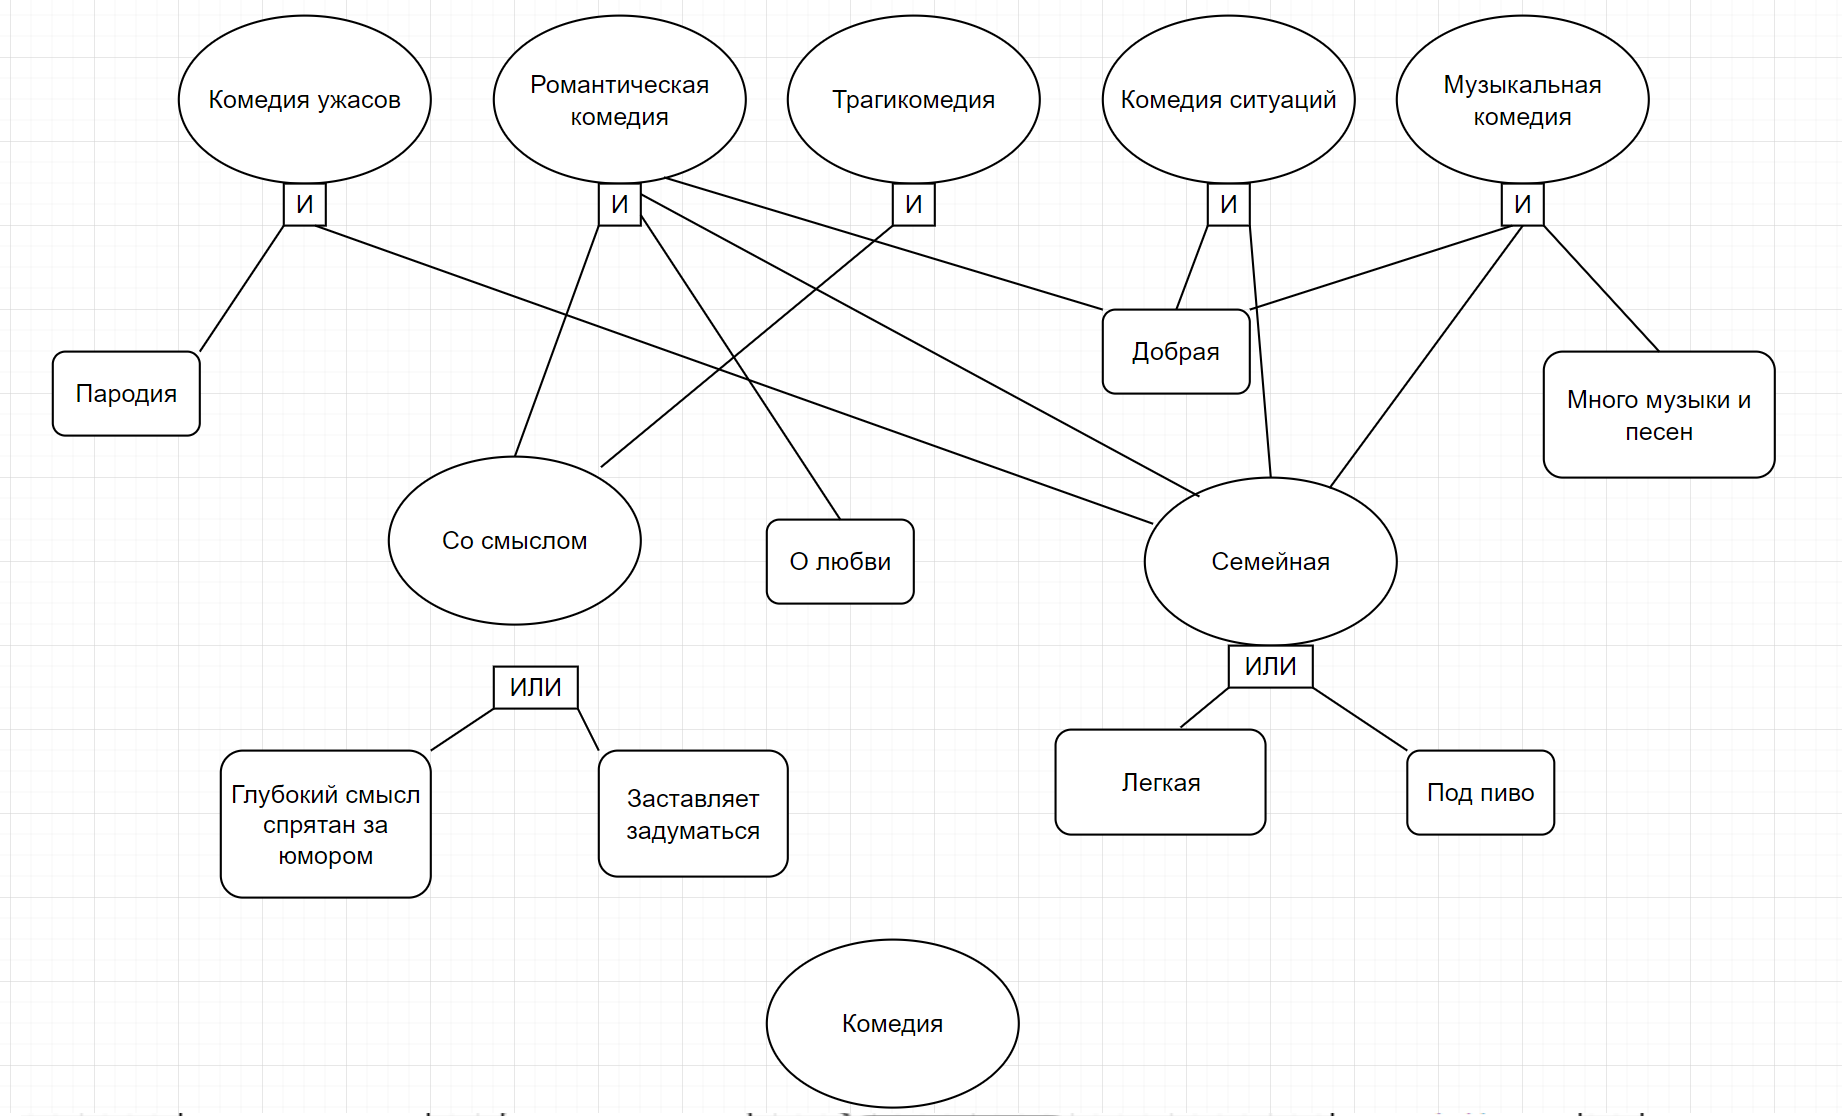 Комедия ужасов
Романтическая
комедия
Трагикомедия
Комедия ситуаций
Музыкальная
комедия
И
И
И
И
И
Пародия
Добрая
Много музыки и
песен
Со смыслом
О любви
Семейная
ИЛИ
ИЛИ
Глубокий смысл
спрятан за
юмором
Заставляет
задуматься
Легкая
Под пиво
Комедия